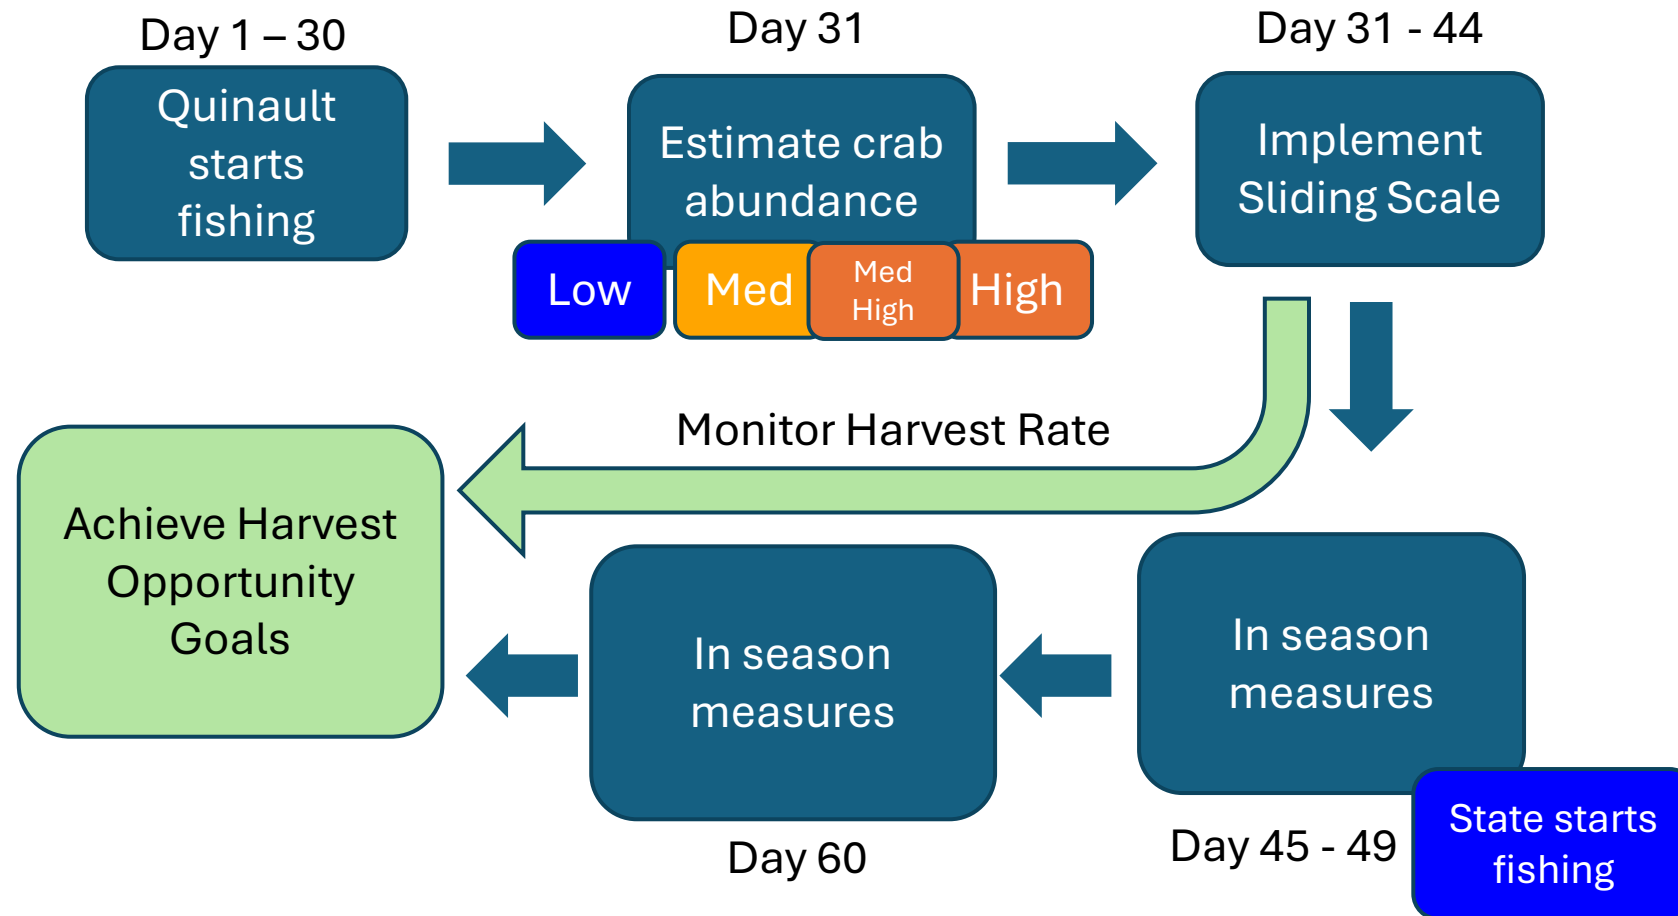 Day 1 – 30
Quinault
starts
fishing
Day 31
Estimate crab
abundance
Low
Med
Med
High
High
Day 31 - 44
Implement
Sliding Scale
Monitor Harvest Rate
Achieve Harvest
Opportunity
Goals
In season
measures
Day 60
In season
measures
Day 45 - 49
State starts
fishing